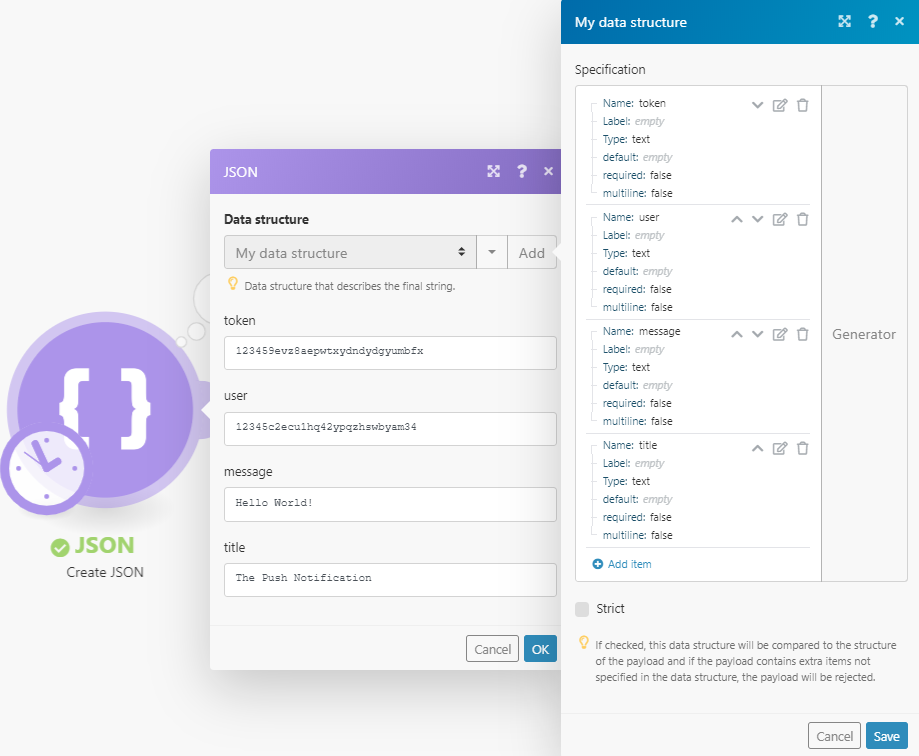 My data structure
Specification
Name: token
Label: empty
Type: text
default: empty
required: false
multiline: false
Name: user
Label: empty
Type: text
default: empty
required: false
multiline: false
Name: message
Label: empty
Type: text
default: empty
required: false
multiline: false
Name: title
Label: empty
Type: text
default: empty
required: false
multiline: false
Add item
Generator
Strict
If checked, this data structure will be compared to the structure
of the payload and if the payload contains extra items not
specified in the data structure, the payload will be rejected.
Cancel Save
JSON
Data structure
My data structure Add
Data structure that describes the final string.
token
123459evz8aepwtxydndydgyumbfx
user
12345c2eculhq42ypqzhswbyam34
message
Hello World!
title
The Push Notification
Cancel OK
{ }
JSON
Create JSON